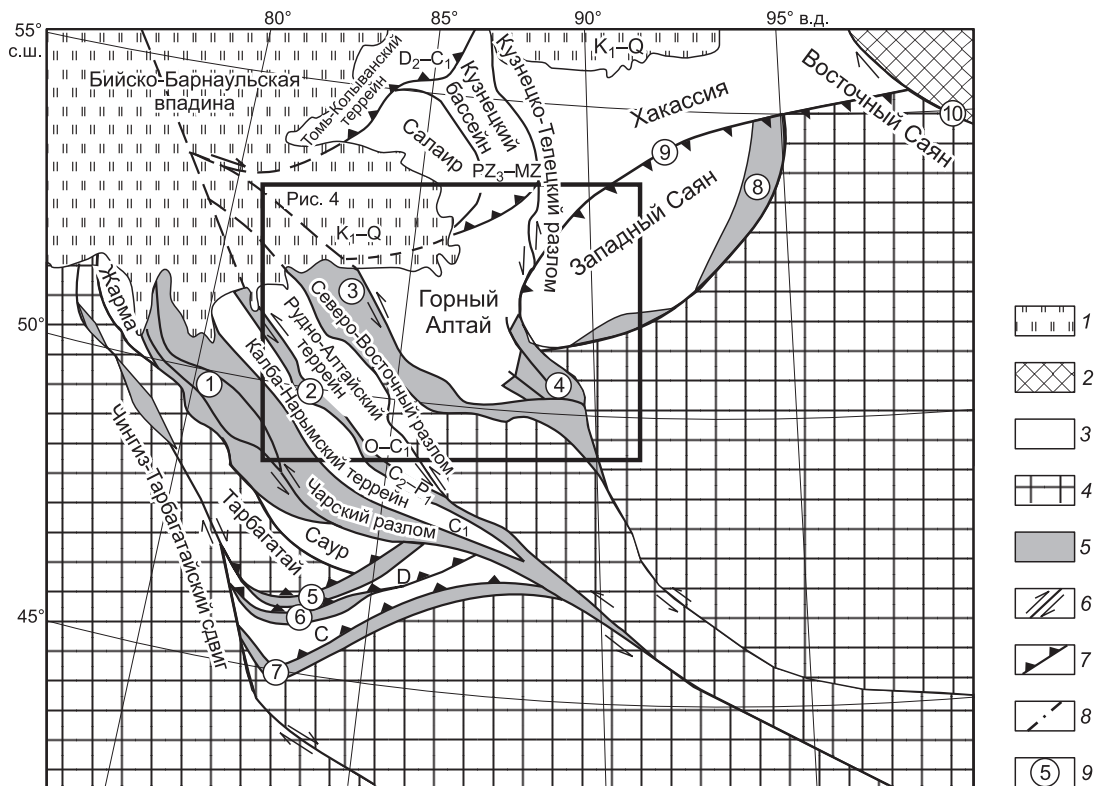 80°
85°
90°
95° в.д.
55°
с.ш.
50°
45°
Бийско-Барнаульская
впадина
Томь-Колыванский
террейн
D₂–C₁
Кузнецкий
бассейн
Кузнецко-Телецкий разлом
K₁–Q
Хакассия
Восточный Саян
10
Салаир
PZ₃–MZ
9
8
Западный Саян
Рис. 4
K₁–Q
Горный
Алтай
3
Северо-Восточный разлом
Рудно-Алтайский
террейн
2
Калба-Нарымский террейн
Жарма
1
4
O–C₁
C₂–P₁
C₁
Чарский разлом
Чингиз-Тарбагатайский сдвиг
Тарбагатай
Саур
D
5
6
C
7
1
2
3
4
5
6
7
8
5
9